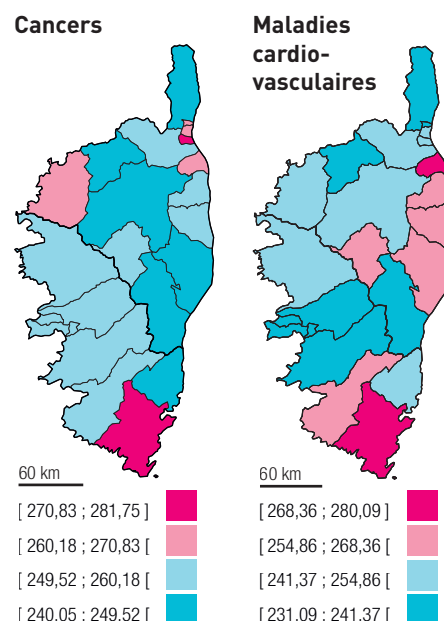 Cancers
60 km
[ 270,83 ; 281,75 ]
[ 260,18 ; 270,83 [
[ 249,52 ; 260,18 [
[ 240,05 ; 249,52 [
Maladies
cardio-
vasculaires
60 km
[ 268,36 ; 280,09 ]
[ 254,86 ; 268,36 [
[ 241,37 ; 254,86 [
[ 231,09 ; 241,37 [